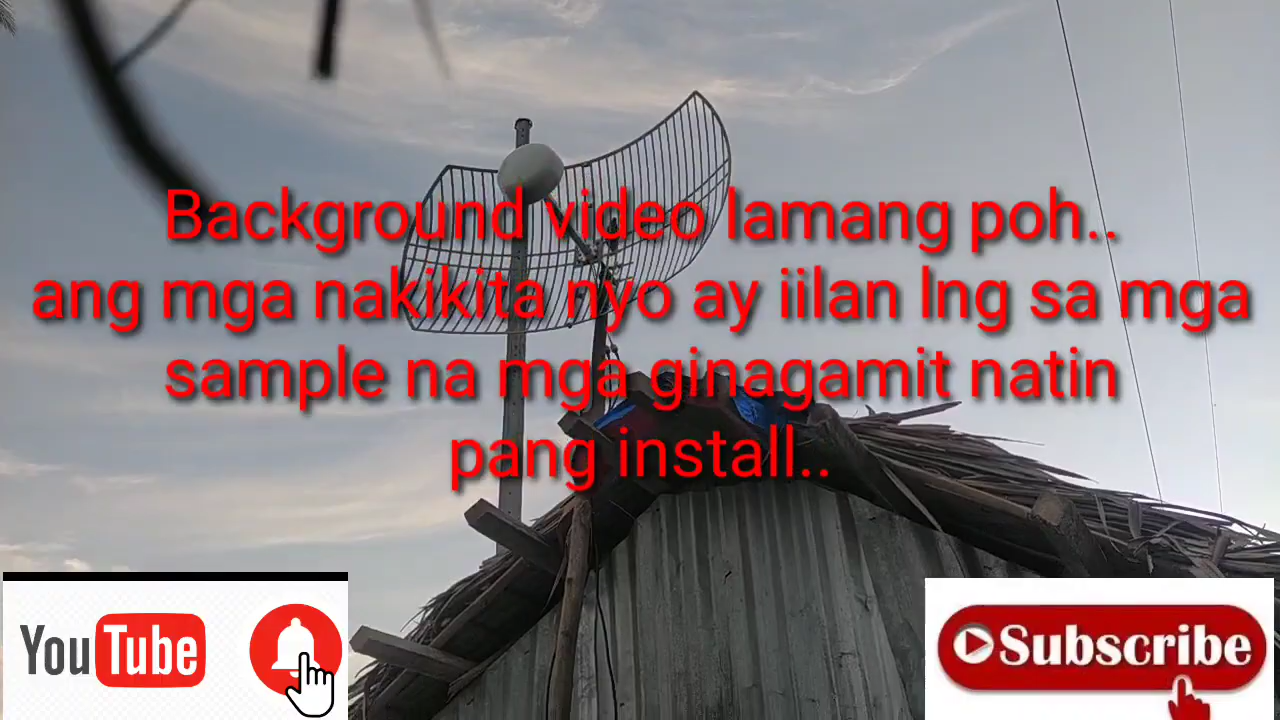 Background video lamang poh..
ang mga nakikita nyo ay iilan lng sa mga
sample na mga ginagamit natin
pang install..
YouTube
Subscribe